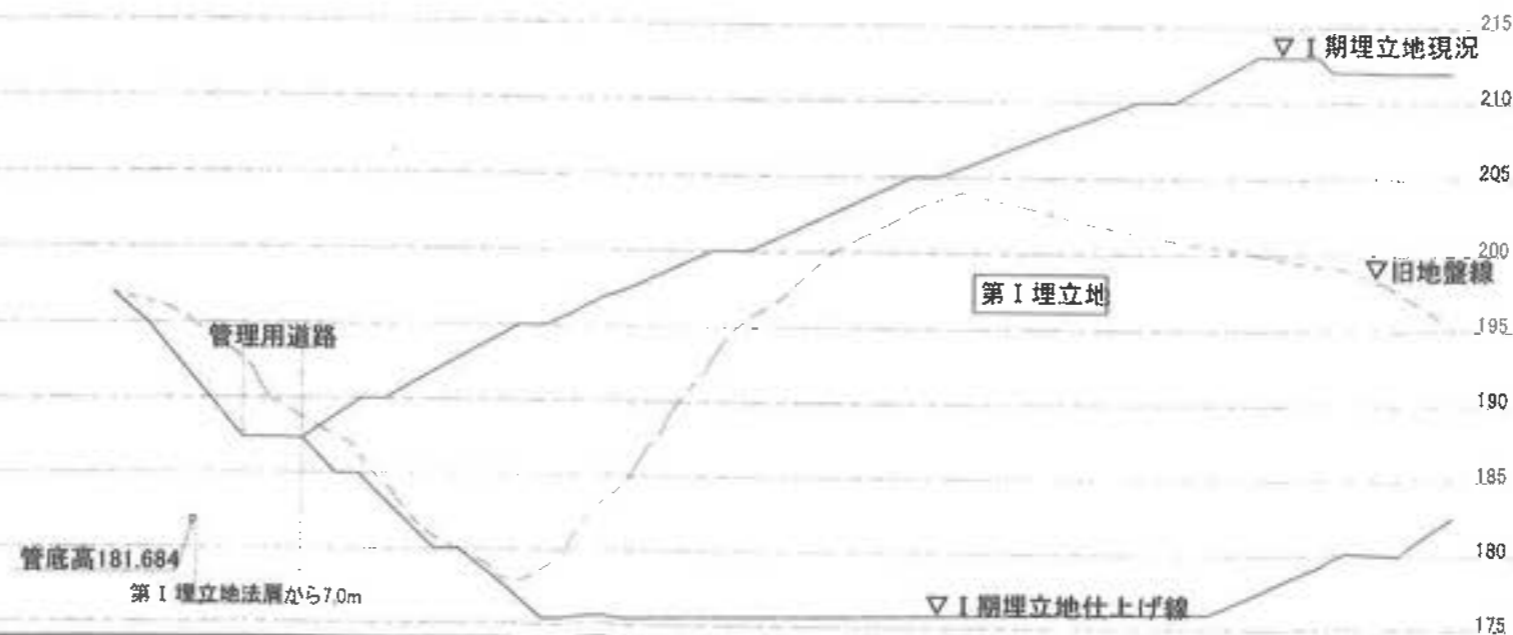 215
▽Ⅰ期埋立地現況
210
205
200
▽旧地盤線
第Ⅰ埋立地
195
管理用道路
190
185
管底高181.684
180
第Ⅰ埋立地法肩から7.0m
▽Ⅰ期埋立地仕上げ線
175